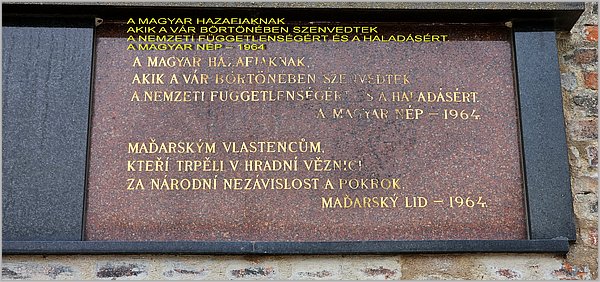 A MAGYAR HAZAFIAKNAK
AKIK A VÁR BÖRTÖNÉBEN SZENVEDTEK
A NEMZETI FÜGGETLENSÉGÉRT ÉS A HALADÁSÉRT.
A MAGYAR NÉP – 1964
A MAGYAR HAZAFIAKNAK,
AKIK A VÁR BÖRTÖNÉBEN SZENVEDTEK
A NEMZETI FÜGGETLENSÉGÉRT ÉS A HALADÁSÉRT.
A MAGYAR NÉP – 1964.
MAĎARSKÝM VLASTENCŮM,
KTEŘÍ TRPĚLI V HRADNÍ VĚZNICI
ZA NÁRODNÍ NEZÁVISLOST A POKROK.
MAĎARSKÝ LID – 1964.